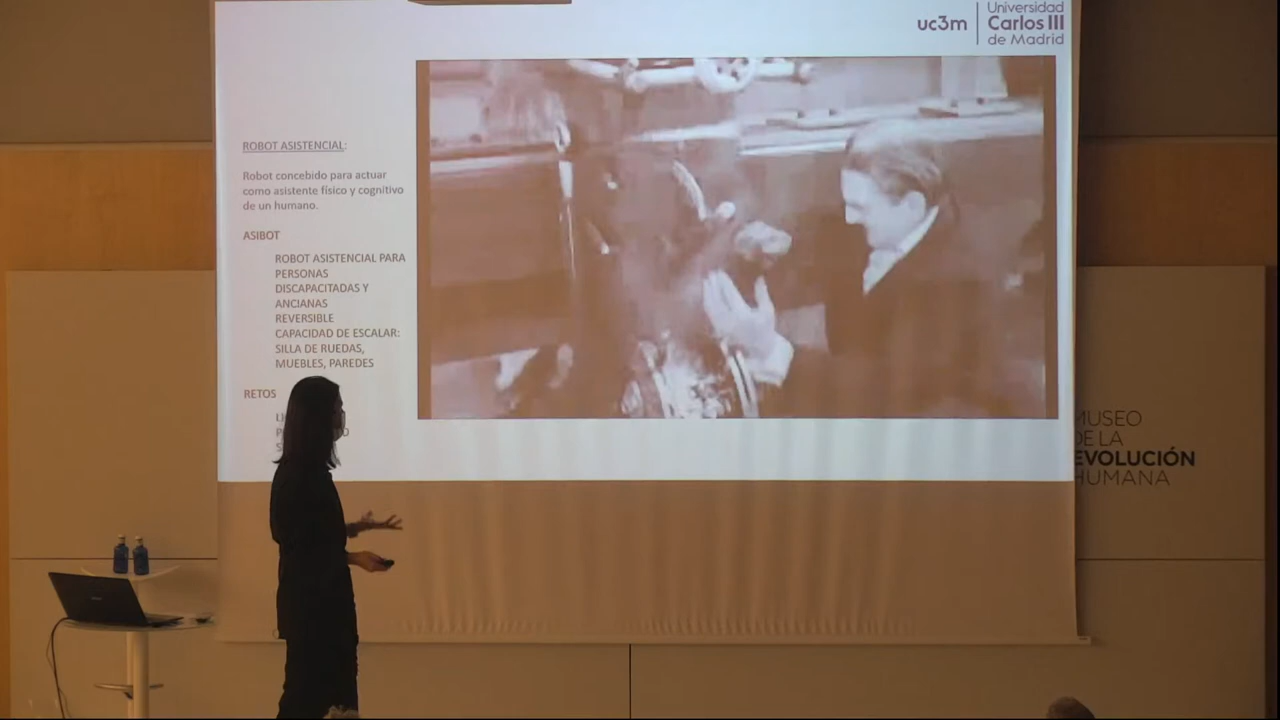 uc3m
Universidad
Carlos III
de Madrid
ROBOT ASISTENCIAL:
Robot concebido para actuar
como asistente físico y cognitivo
de un humano.
ASIBOT
ROBOT ASISTENCIAL PARA
PERSONAS
DISCAPACITADAS Y
ANCIANAS
REVERSIBLE
CAPACIDAD DE ESCALAR:
SILLA DE RUEDAS,
MUEBLES, PAREDES
RETOS
MUSEO
DE LA
EVOLUCIÓN
HUMANA